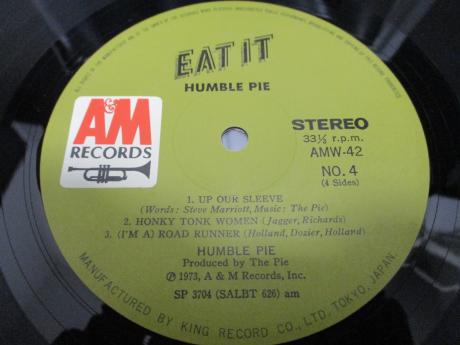 EAT IT
HUMBLE PIE
A&M
RECORDS
STEREO
33⅓ r.p.m.
AMW-42
NO. 4
(4 Sides)
1. UP OUR SLEEVE
(Words: Steve Marriott, Music: The Pie)
2. HONKY TONK WOMEN (Jagger, Richards)
3. (I'M A) ROAD RUNNER (Holland, Dozier, Holland)
HUMBLE PIE
Produced by The Pie
℗ 1973, A & M Records, Inc.
SP 3704 (SALBT 626) am
MANUFACTURED BY KING RECORD CO., LTD. TOKYO, JAPAN.